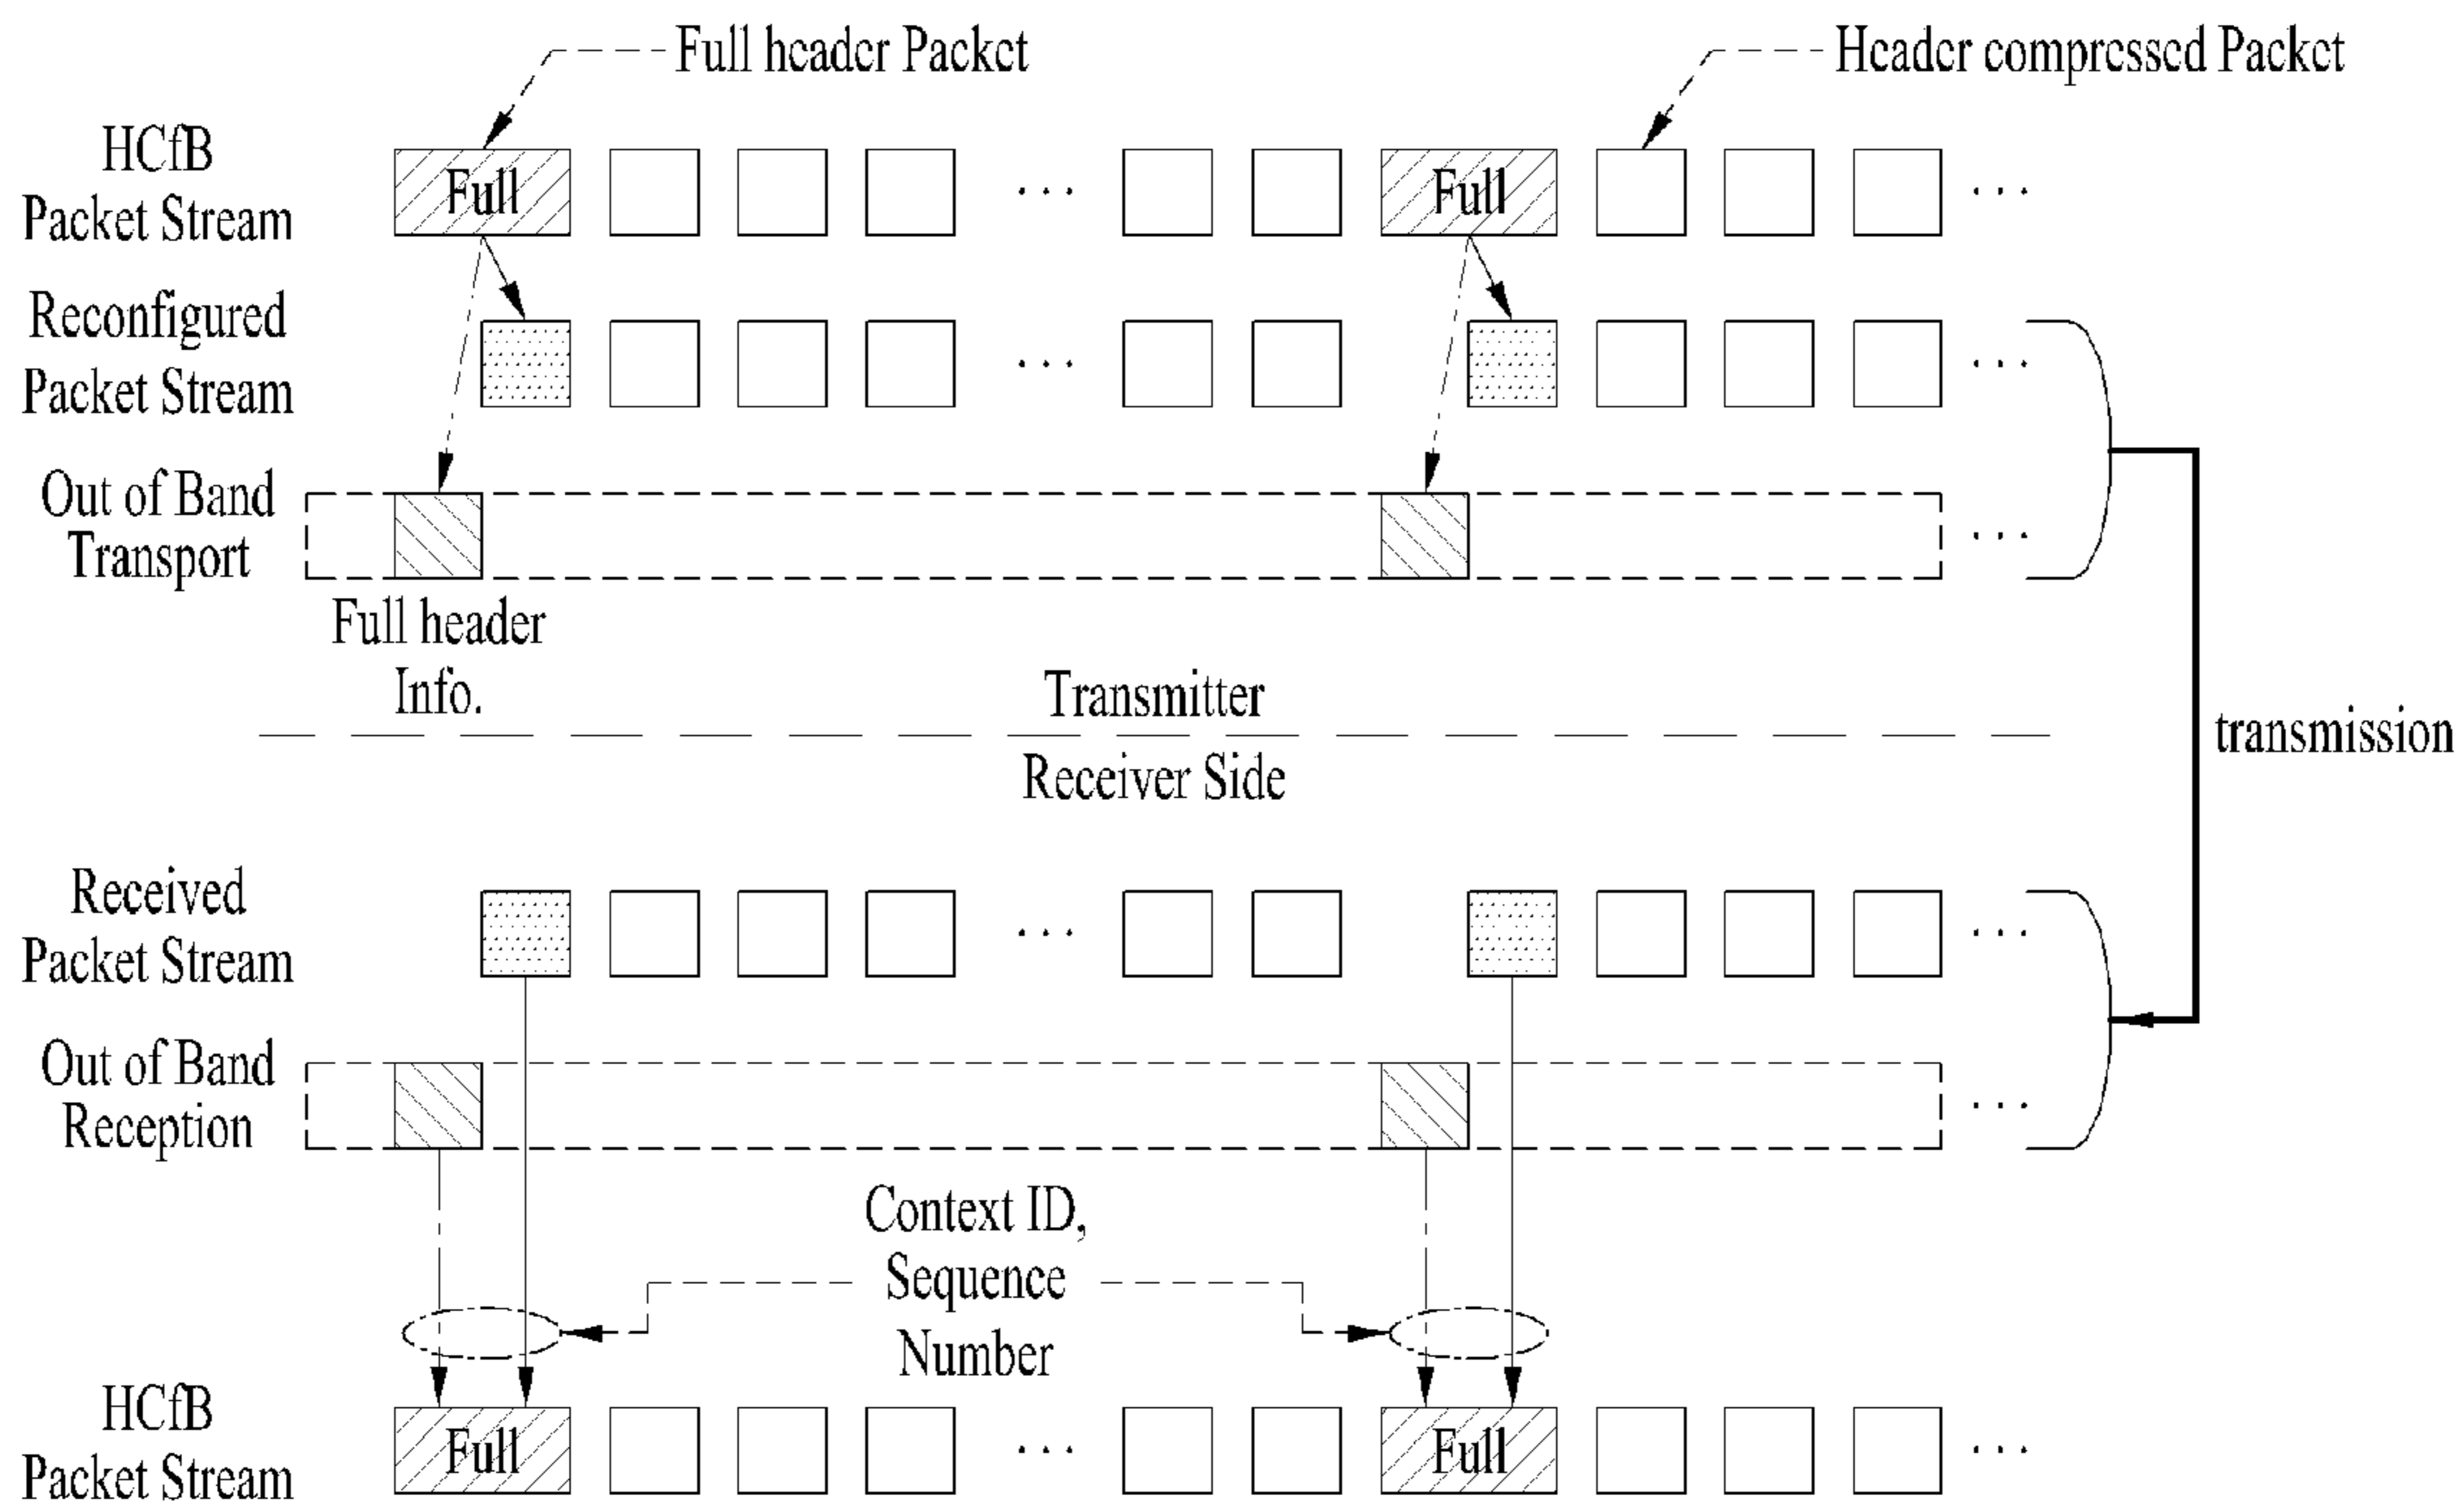 Full header Packet
Header compressed Packet
HCfB
Packet Stream
Full
Full
Reconfigured
Packet Stream
Out of Band
Transport
Full header
Info.
Transmitter
transmission
Receiver Side
Received
Packet Stream
Out of Band
Reception
Context ID,
Sequence
Number
HCfB
Packet Stream
Full
Full